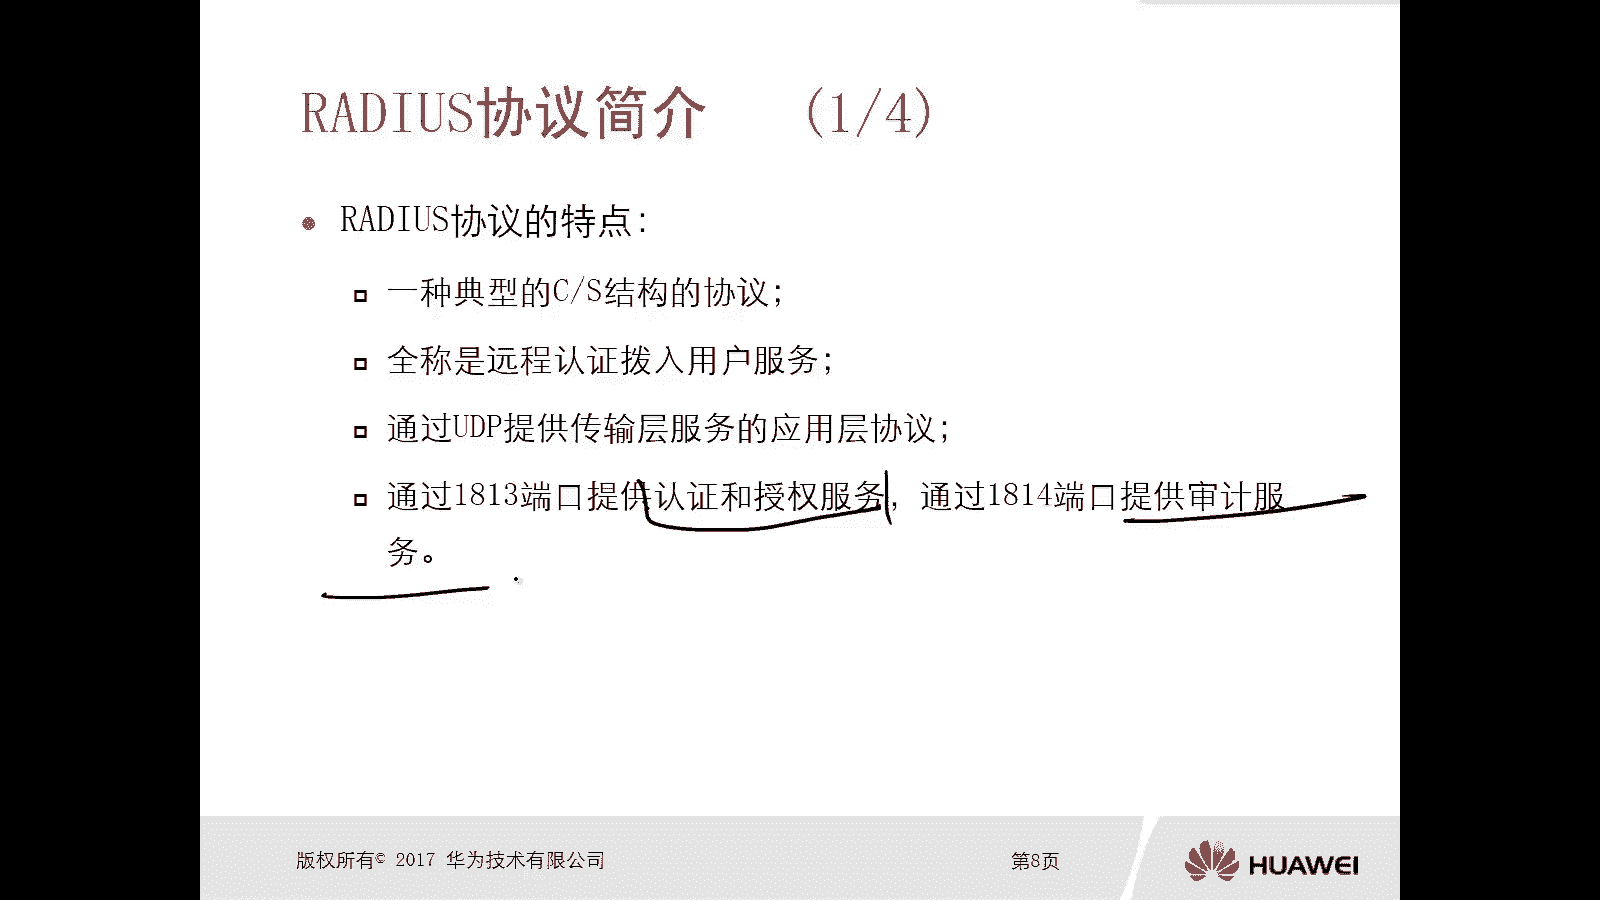 RADIUS协议简介 (1/4)
RADIUS协议的特点:
一种典型的C/S结构的协议;
全称是远程认证拨入用户服务;
通过UDP提供传输层服务的应用层协议;
通过1813端口提供认证和授权服务，通过1814端口提供审计服
务。
版权所有© 2017 华为技术有限公司
第8页
HUAWEI